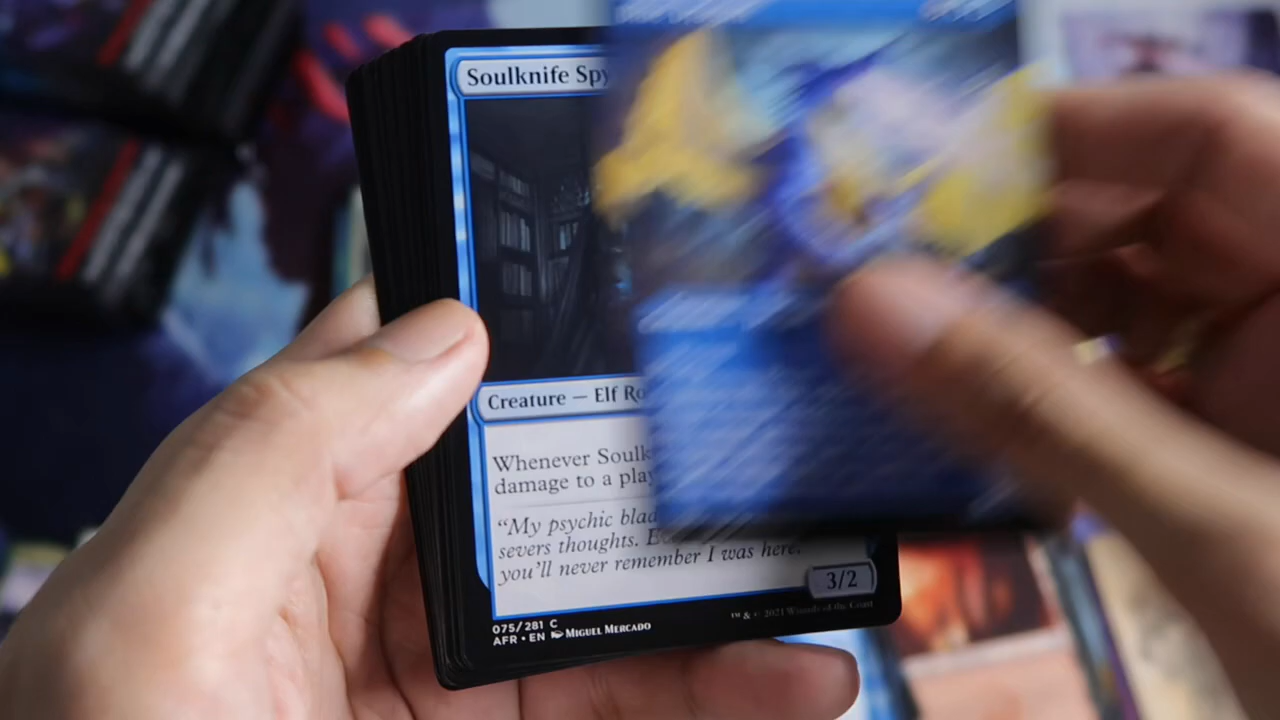 Soulknife Spy
Creature — Elf Ro
Whenever Soulk
damage to a play
“My psychic blad
severs thoughts. E
you'll never remember I was here.
3/2
075/281 C
AFR • EN Miguel Mercado
™ & © 2021 Wizards of the Coast